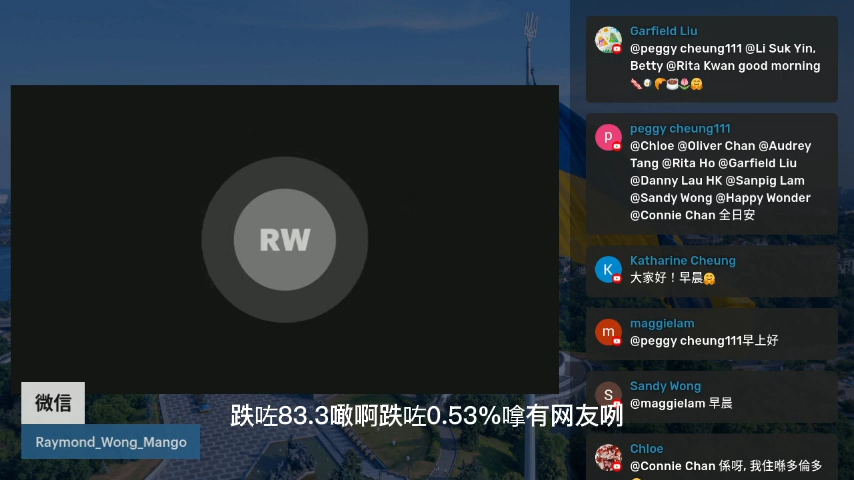 Garfield Liu
@peggy cheung111 @Li Suk Yin,
Betty @Rita Kwan good morning
peggy cheung111
@Chloe @Oliver Chan @Audrey
Tang @Rita Ho @Garfield Liu
@Danny Lau HK @Sanpig Lam
@Sandy Wong @Happy Wonder
@Connie Chan 全日安
Katharine Cheung
大家好！早晨
maggielam
@peggy cheung111早上好
Sandy Wong
@maggielam 早晨
Chloe
@Connie Chan 係呀, 我住喺多倫多
P
K
m
S
RW
微信
Raymond_Wong_Mango
跌咗83.3噉啊跌咗0.53%嗱有网友咧